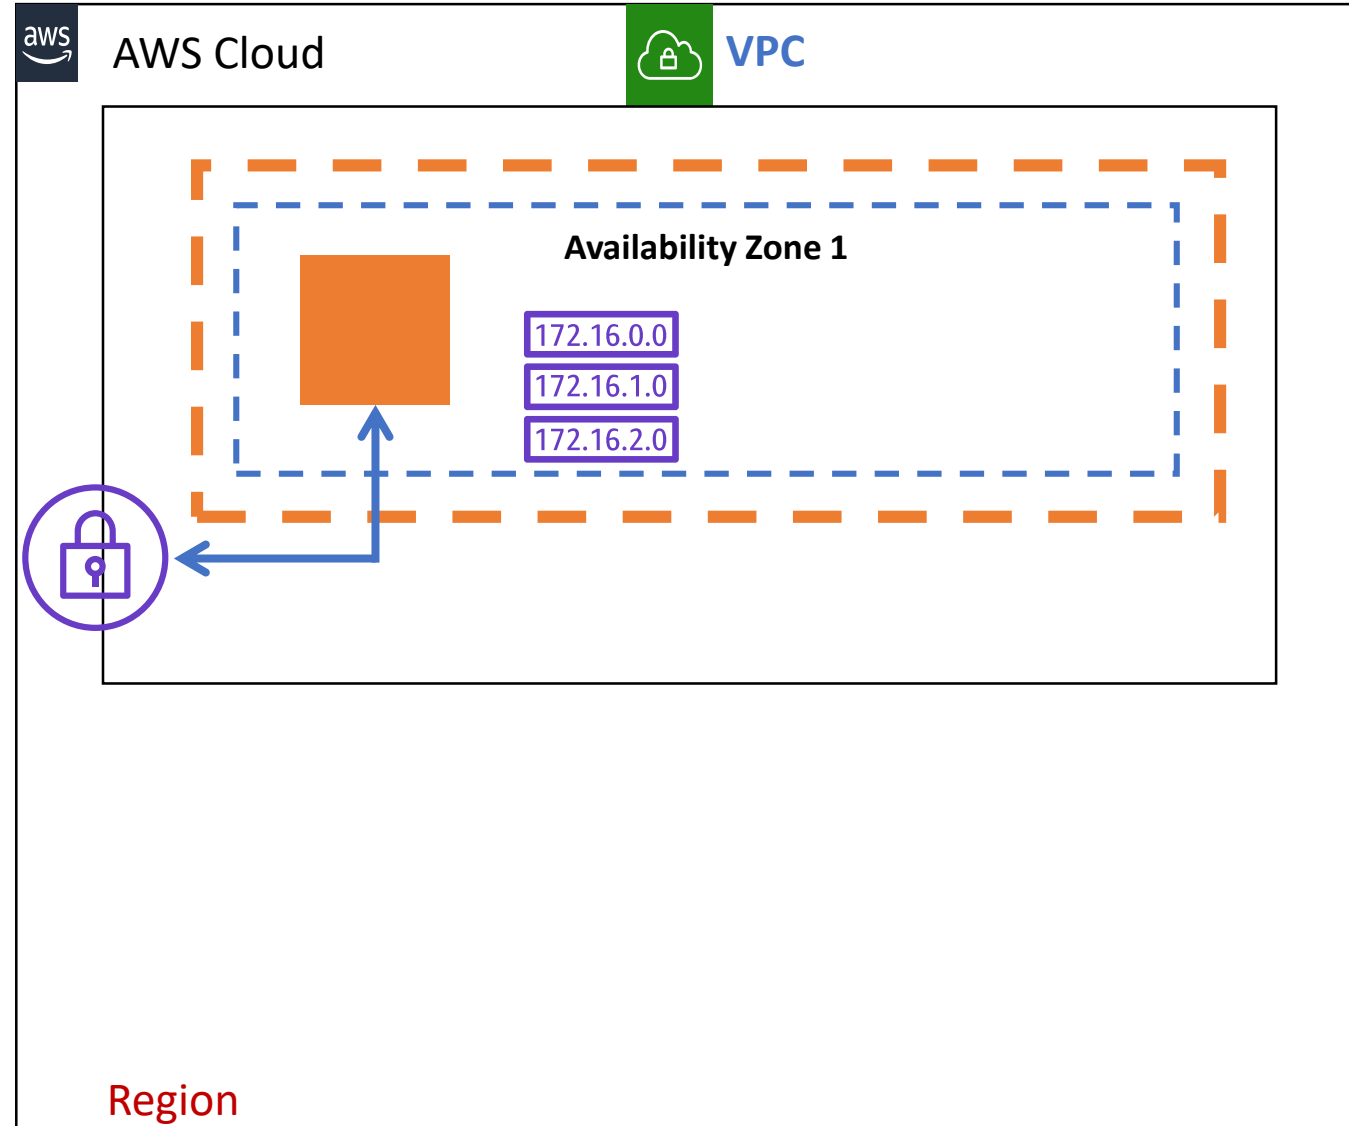 aws
AWS Cloud
VPC
Availability Zone 1
172.16.0.0
172.16.1.0
172.16.2.0
Region